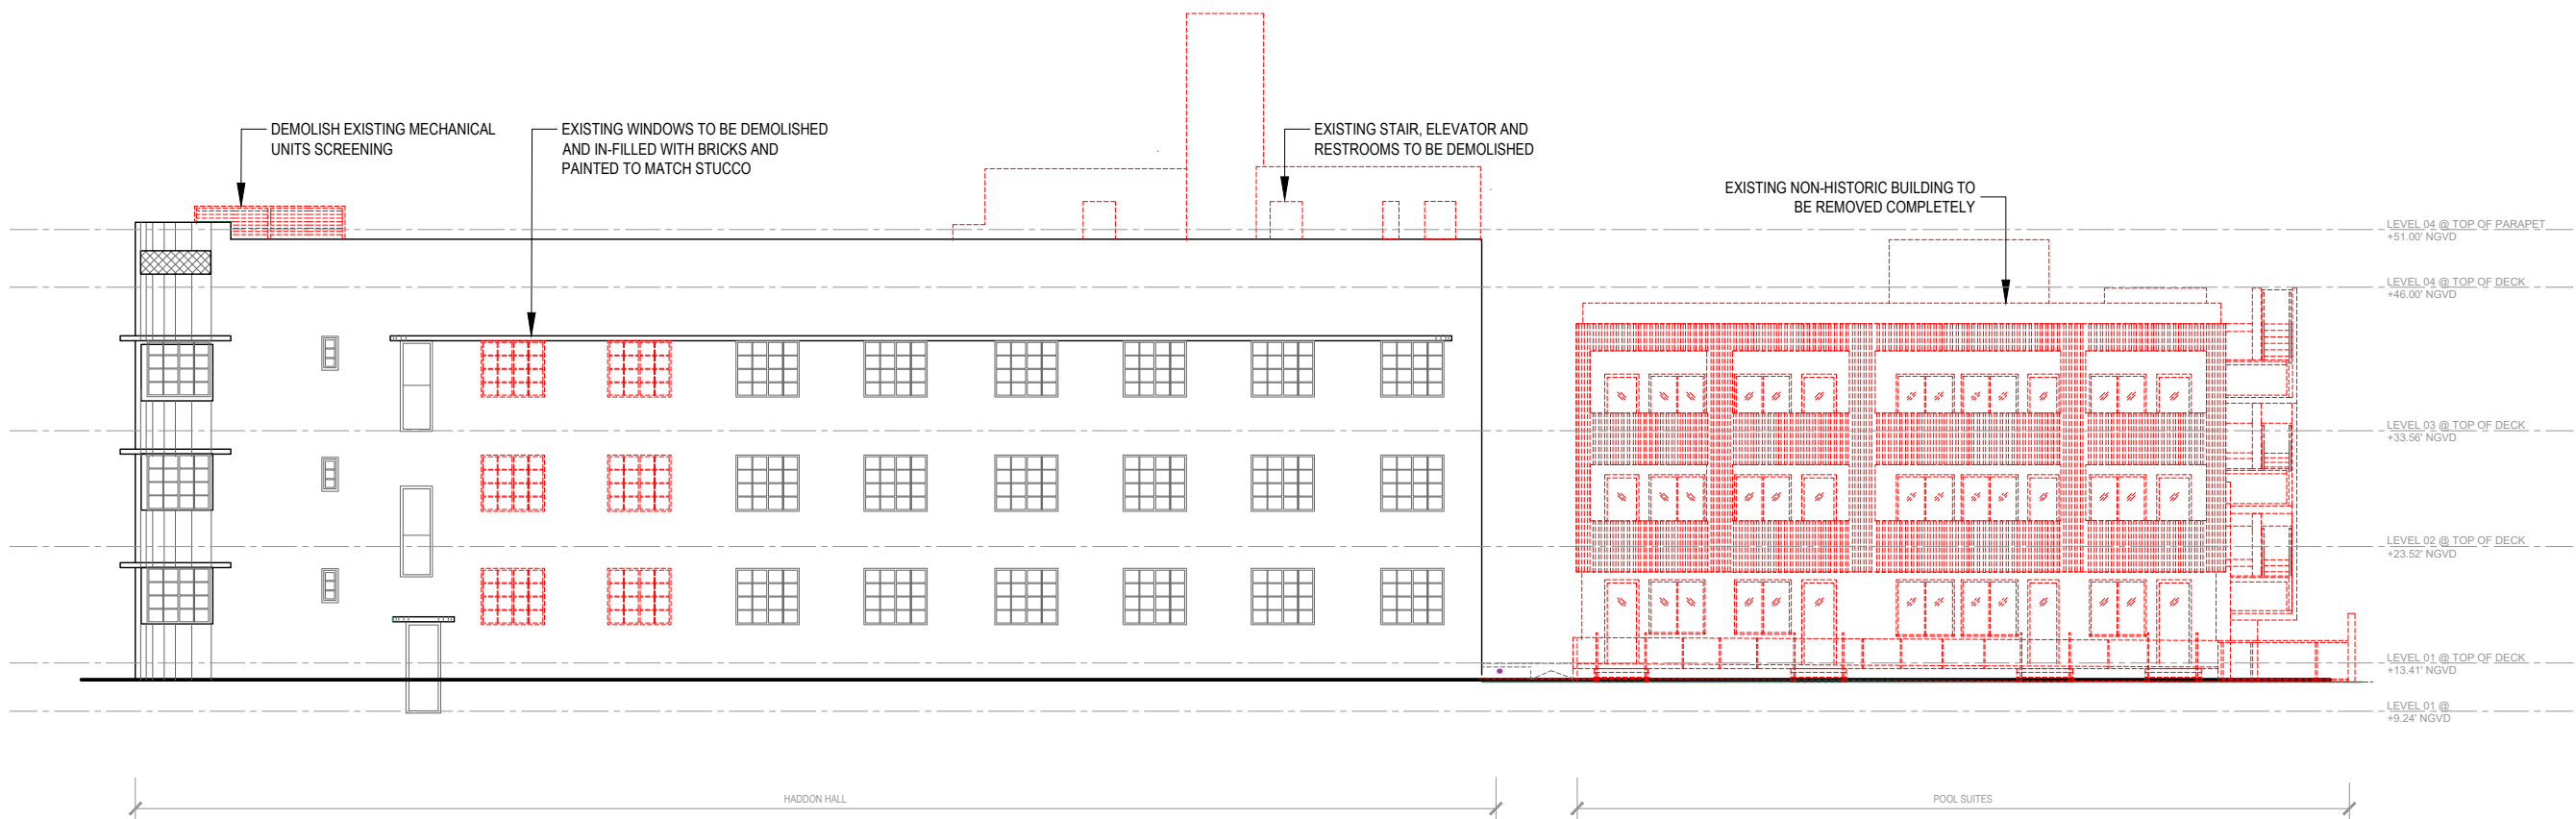 DEMOLISH EXISTING MECHANICAL
UNITS SCREENING
EXISTING WINDOWS TO BE DEMOLISHED
AND IN-FILLED WITH BRICKS AND
PAINTED TO MATCH STUCCO
EXISTING STAIR, ELEVATOR AND
RESTROOMS TO BE DEMOLISHED
EXISTING NON-HISTORIC BUILDING TO
BE REMOVED COMPLETELY
LEVEL 04 @ TOP OF PARAPET
+51.00' NGVD
LEVEL 04 @ TOP OF DECK
+46.00' NGVD
LEVEL 03 @ TOP OF DECK
+33.56' NGVD
LEVEL 02 @ TOP OF DECK
+23.52' NGVD
LEVEL 01 @ TOP OF DECK
+13.41' NGVD
LEVEL 01 @
+9.24' NGVD
HADDON HALL
POOL SUITES